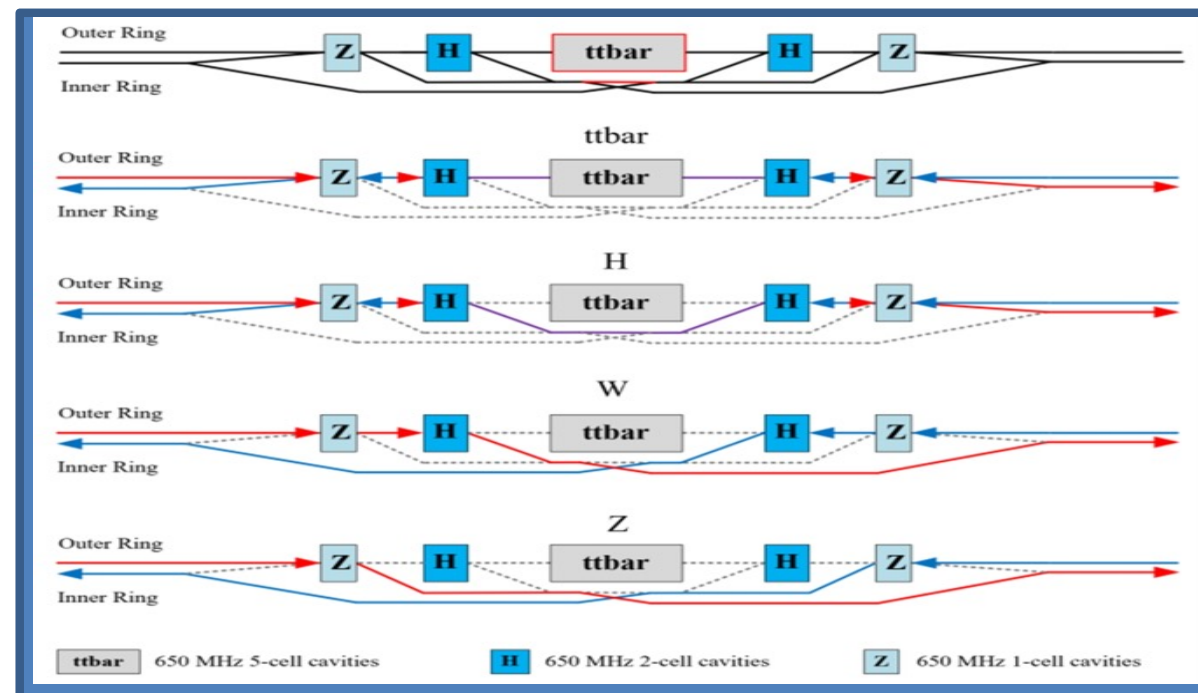 Outer Ring
Z H ttbar H Z
Inner Ring
ttbar
Outer Ring
Z H ttbar H Z
Inner Ring
H
Outer Ring
Z H ttbar H Z
Inner Ring
W
Outer Ring
Z H ttbar H Z
Inner Ring
Z
Outer Ring
Z H ttbar H Z
Inner Ring
ttbar 650 MHz 5-cell cavities H 650 MHz 2-cell cavities Z 650 MHz 1-cell cavities